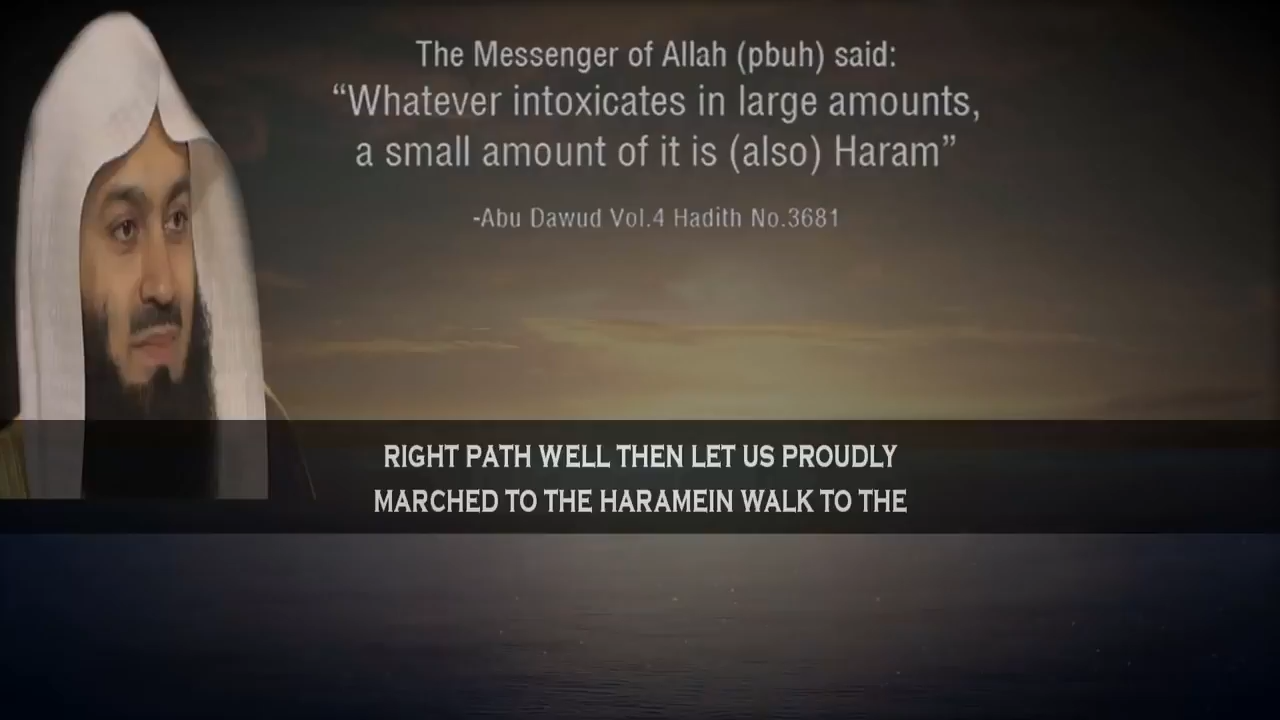 The Messenger of Allah (pbuh) said:
“Whatever intoxicates in large amounts,
a small amount of it is (also) Haram”
-Abu Dawud Vol.4 Hadith No.3681
RIGHT PATH WELL THEN LET US PROUDLY
MARCHED TO THE HARAMEIN WALK TO THE